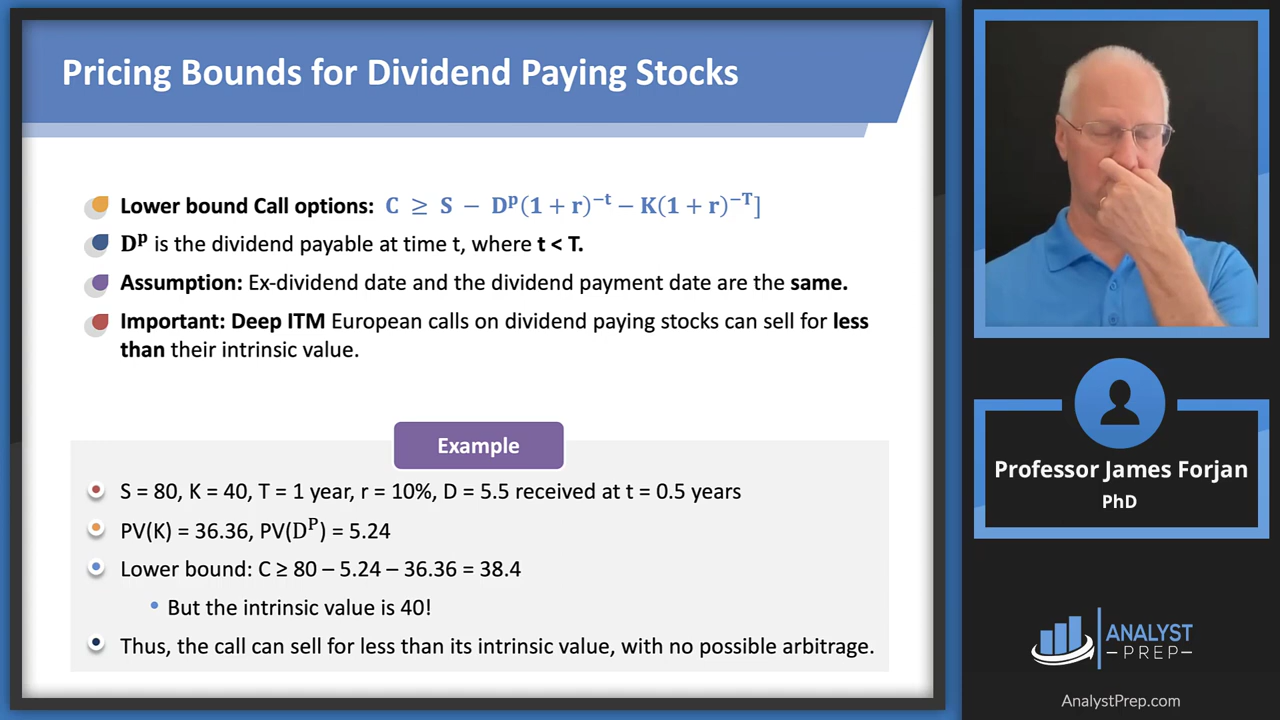 Pricing Bounds for Dividend Paying Stocks
Lower bound Call options: C ≥ S − Dᵖ(1 + r)⁻ᵗ − K(1 + r)⁻ᵀ]
Dᵖ is the dividend payable at time t, where t < T.
Assumption: Ex-dividend date and the dividend payment date are the same.
Important: Deep ITM European calls on dividend paying stocks can sell for less
than their intrinsic value.
Example
S = 80, K = 40, T = 1 year, r = 10%, D = 5.5 received at t = 0.5 years
PV(K) = 36.36, PV(Dᴾ) = 5.24
Lower bound: C ≥ 80 – 5.24 – 36.36 = 38.4
But the intrinsic value is 40!
Thus, the call can sell for less than its intrinsic value, with no possible arbitrage.
Professor James Forjan
PhD
ANALYST
PREP
AnalystPrep.com